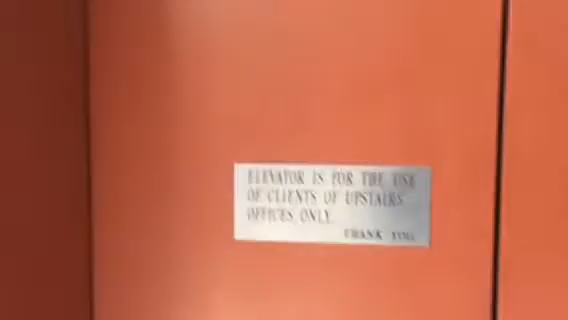 ELEVATOR IS FOR THE USE
OF CLIENTS OF UPSTAIRS
OFFICES ONLY.
THANK YOU.